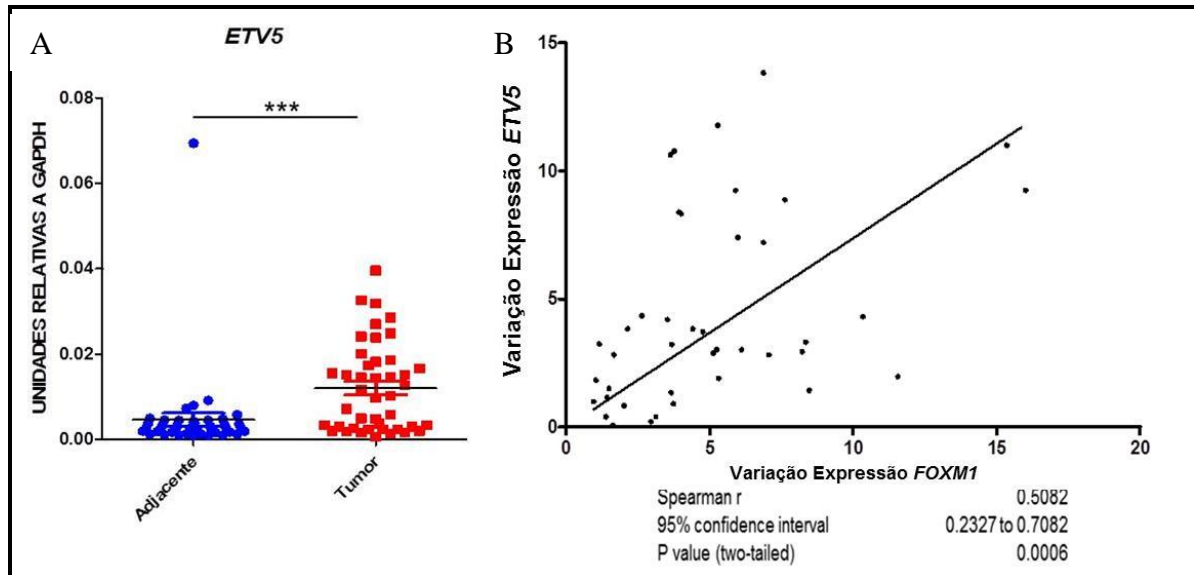 A
ETV5
UNIDADES RELATIVAS A GAPDH
0.08
0.06
0.04
0.02
0.00
***
Adjacente
Tumor
B
Variação Expressão ETV5
15
10
5
0
0
5
10
15
20
Variação Expressão FOXM1
Spearman r 0.5082
95% confidence interval 0.2327 to 0.7082
P value (two-tailed) 0.0006